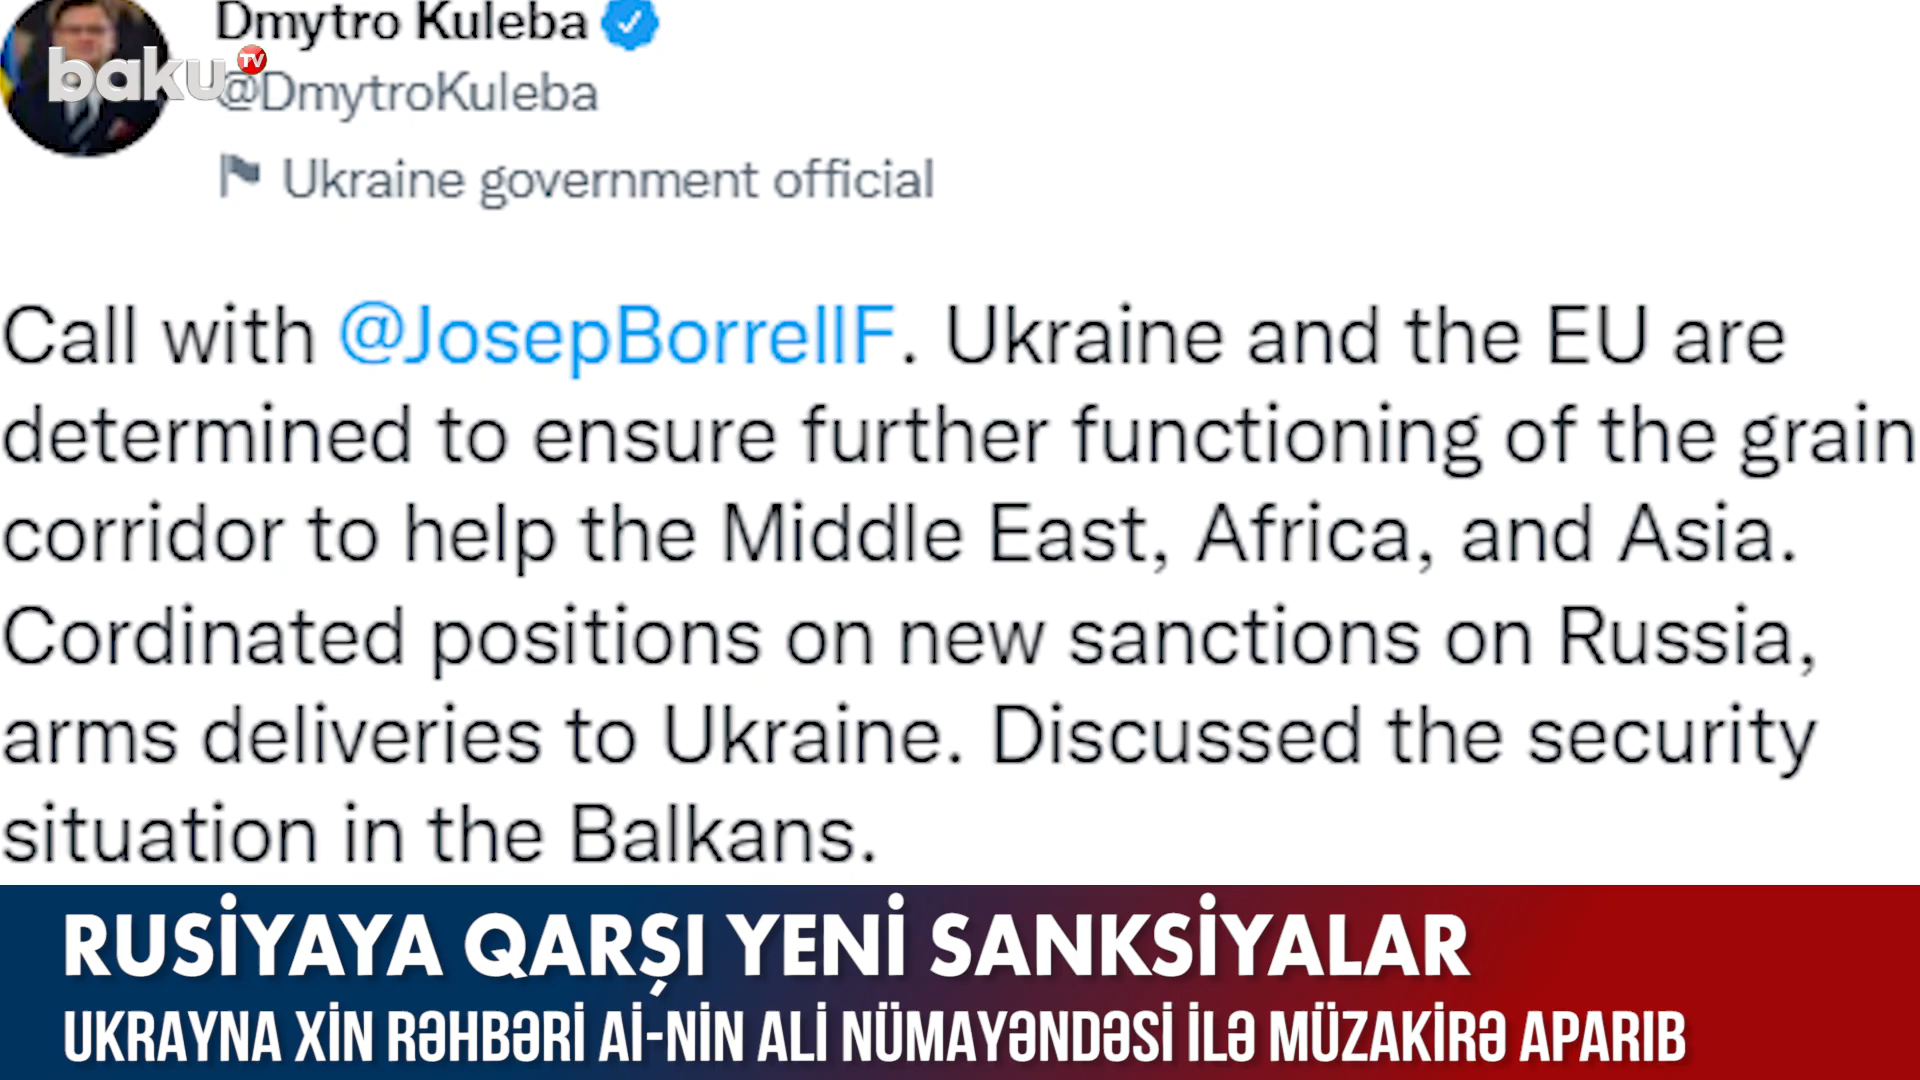 Dmytro Kuleba
baku TV
@DmytroKuleba
Ukraine government official
Call with @JosepBorrellF. Ukraine and the EU are
determined to ensure further functioning of the grain
corridor to help the Middle East, Africa, and Asia.
Cordinated positions on new sanctions on Russia,
arms deliveries to Ukraine. Discussed the security
situation in the Balkans.
RUSİYAYA QARŞI YENİ SANKSİYALAR
UKRAYNA XİN RƏHBƏRİ Aİ-NİN ALİ NÜMAYƏNDƏSİ İLƏ MÜZAKİRƏ APARIB